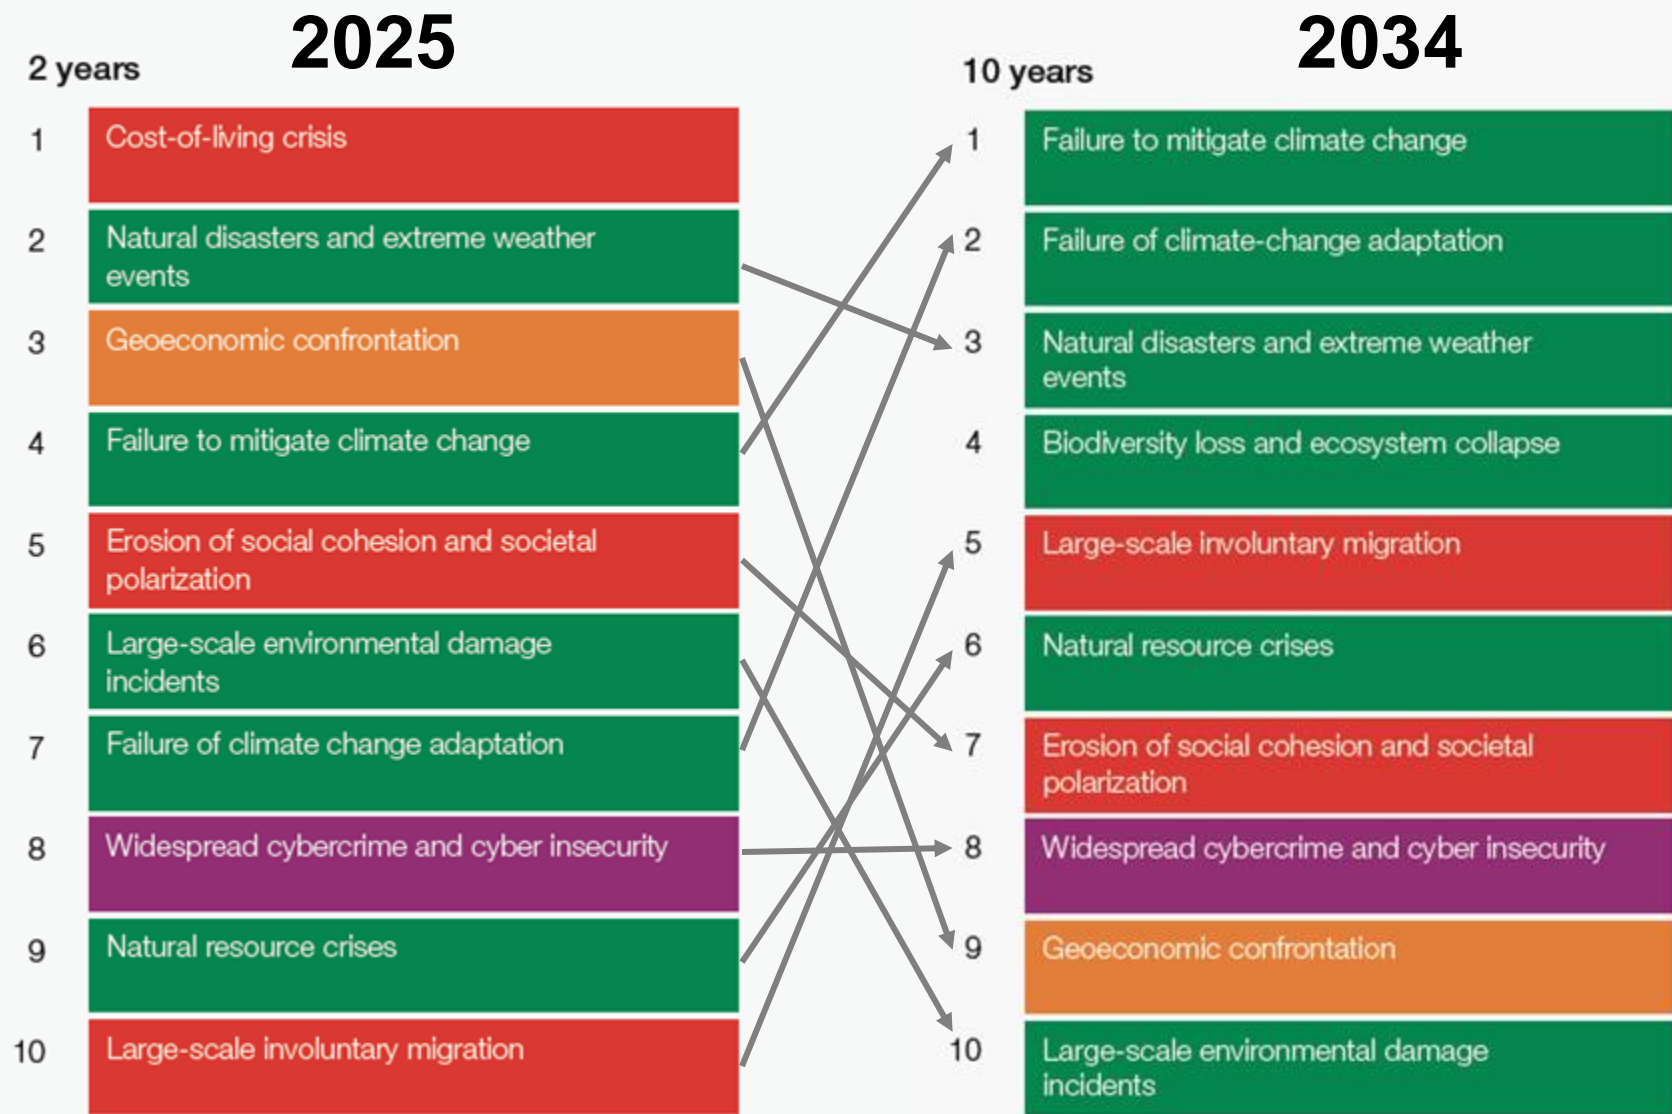 2025
2 years
1
Cost-of-living crisis
2
Natural disasters and extreme weather
events
3
Geoeconomic confrontation
4
Failure to mitigate climate change
5
Erosion of social cohesion and societal
polarization
6
Large-scale environmental damage
incidents
7
Failure of climate change adaptation
8
Widespread cybercrime and cyber insecurity
9
Natural resource crises
10
Large-scale involuntary migration
2034
10 years
1
Failure to mitigate climate change
2
Failure of climate-change adaptation
3
Natural disasters and extreme weather
events
4
Biodiversity loss and ecosystem collapse
5
Large-scale involuntary migration
6
Natural resource crises
7
Erosion of social cohesion and societal
polarization
8
Widespread cybercrime and cyber insecurity
9
Geoeconomic confrontation
10
Large-scale environmental damage
incidents